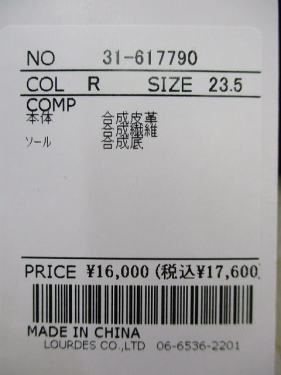 NO 31-617790
COL R SIZE 23.5
COMP
本体 合成皮革
合成繊維
ソール 合成底
PRICE ¥16,000 (税込¥17,600)
MADE IN CHINA
LOURDES CO.,LTD 06-6536-2201